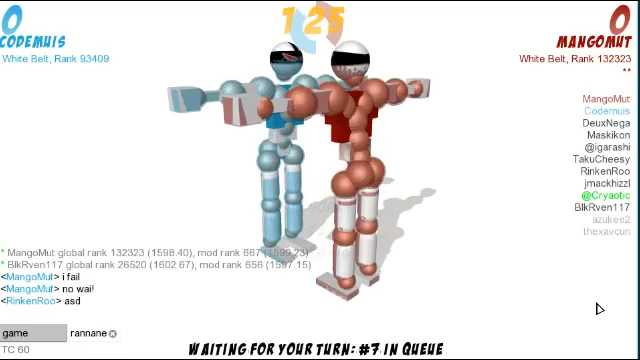 0
125
0
CODEMUIS
MANGOMUT
White Belt, Rank 93409
White Belt, Rank 132323
**
MangoMut
Codemuis
DeuxNega
Maskikon
@igarashi
TakuCheesy
RinkenRoo
jmackhizzl
@Cryaotic
BlkRven117
azukee2
thexavcun
* MangoMut global rank 132323 (1598.40), mod rank 667 (1599.23)
* BlkRven117 global rank 26520 (1602.67), mod rank 656 (1597.15)
<MangoMut> i fail
<MangoMut> no wai!
<RinkenRoo> asd
game
rannane
TC 60
WAITING FOR YOUR TURN: #7 IN QUEUE